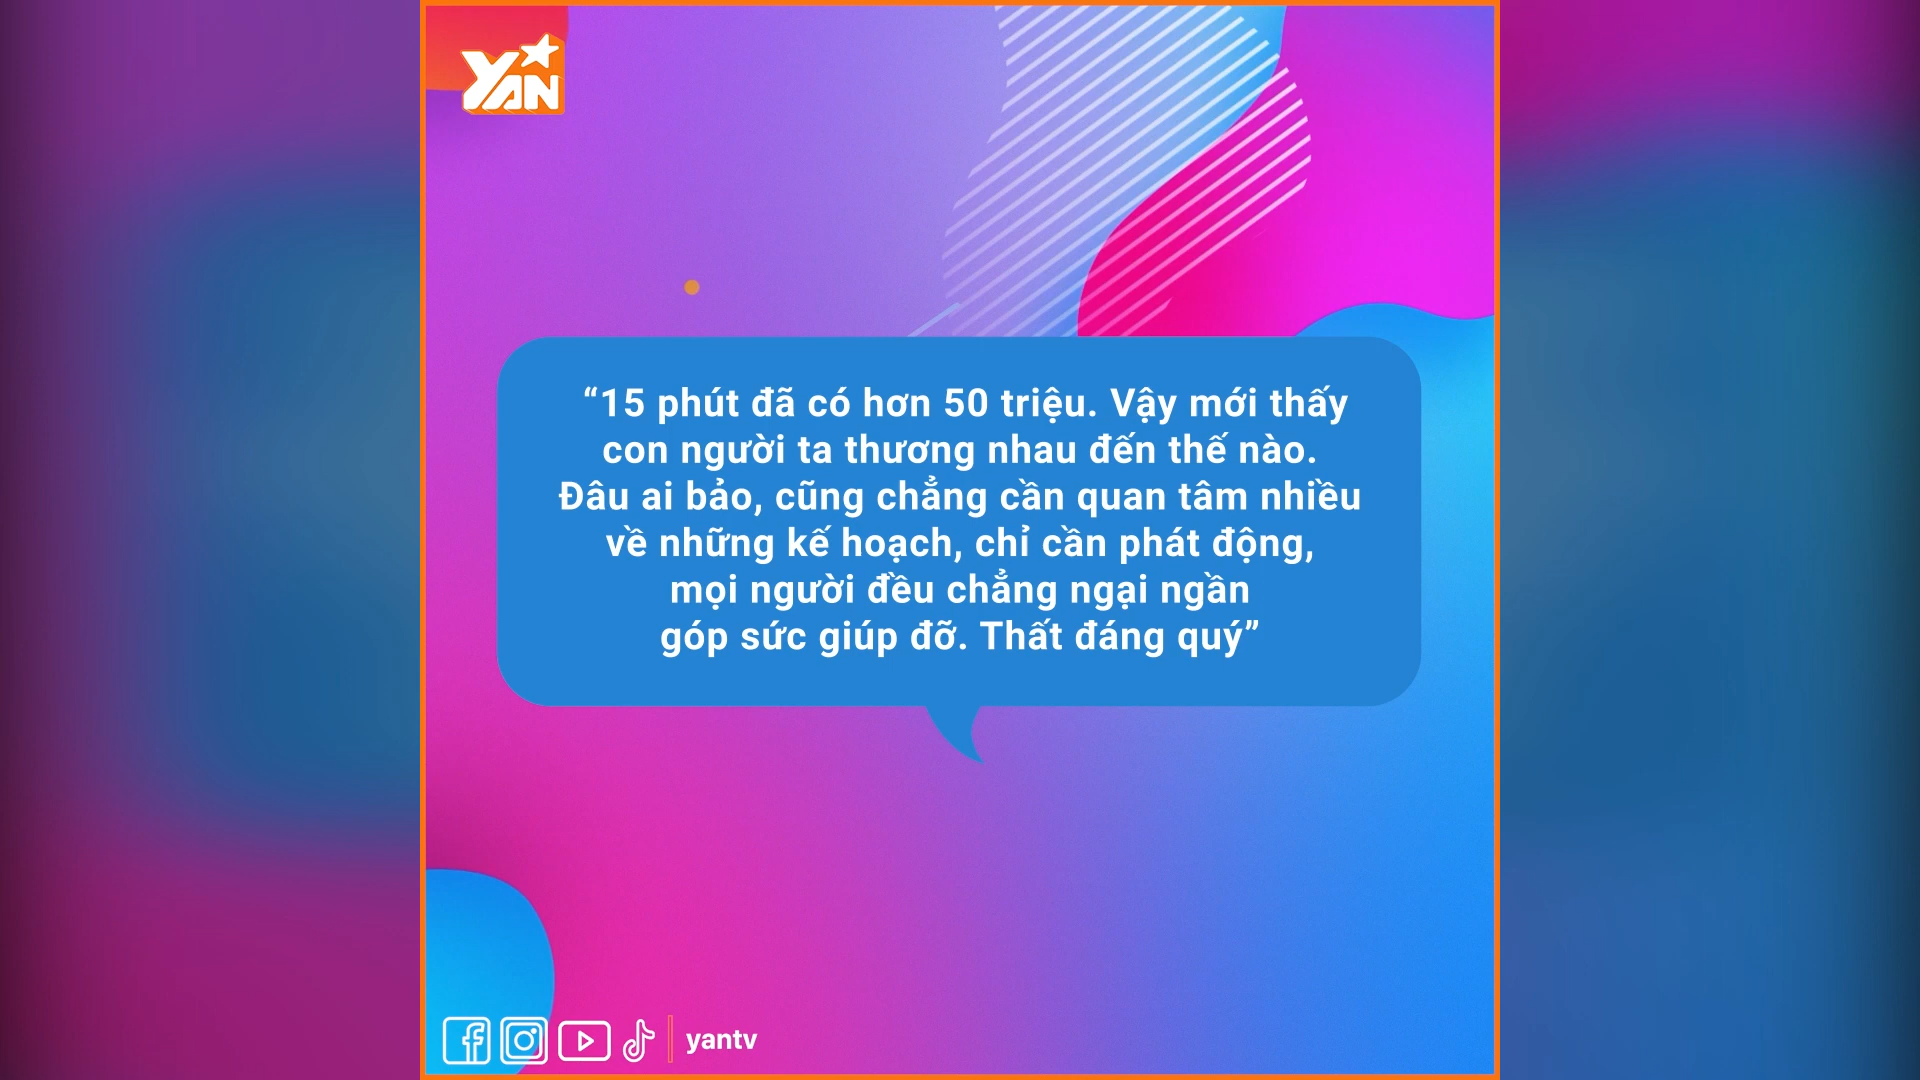 YAN
“15 phút đã có hơn 50 triệu. Vậy mới thấy
con người ta thương nhau đến thế nào.
Đâu ai bảo, cũng chẳng cần quan tâm nhiều
về những kế hoạch, chỉ cần phát động,
mọi người đều chẳng ngại ngần
góp sức giúp đỡ. Thất đáng quý”
yantv